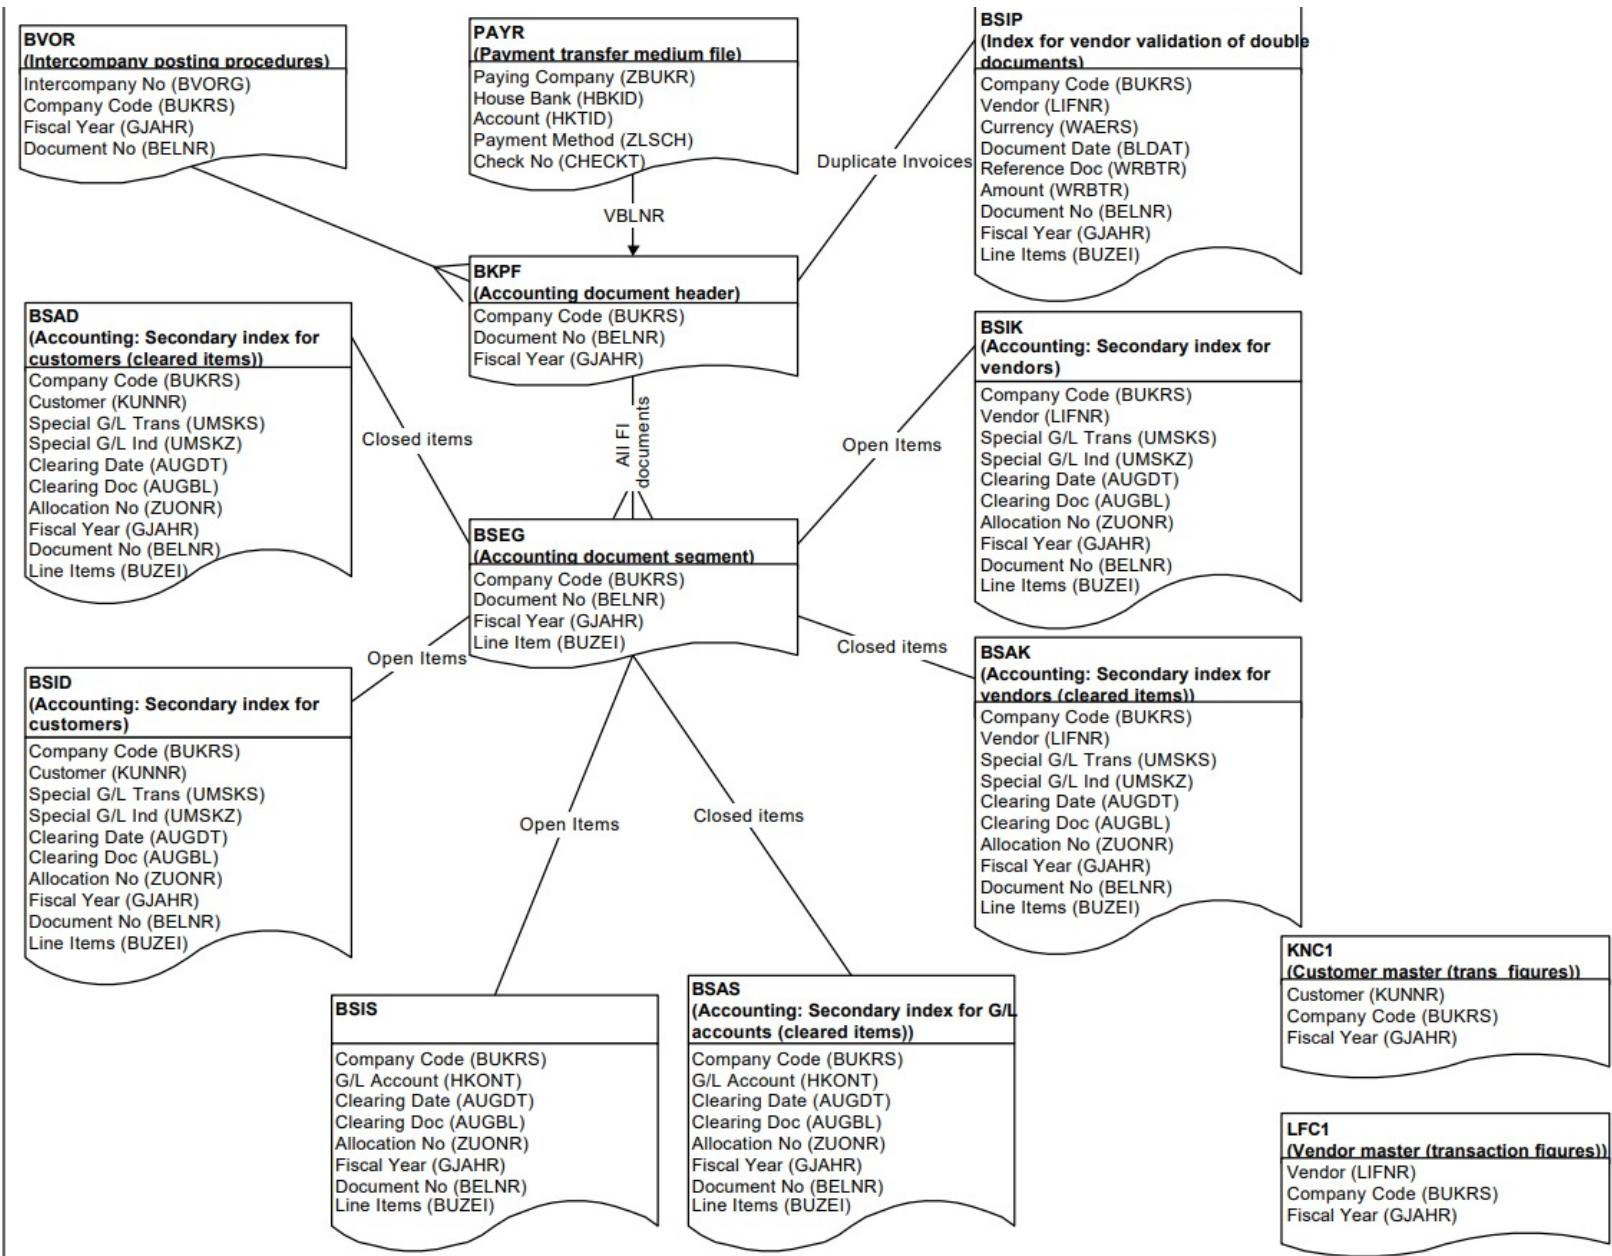 BVOR
(Intercompany posting procedures)
Intercompany No (BVORG)
Company Code (BUKRS)
Fiscal Year (GJAHR)
Document No (BELNR)
PAYR
(Payment transfer medium file)
Paying Company (ZBUKR)
House Bank (HBKID)
Account (HKTID)
Payment Method (ZLSCH)
Check No (CHECKT)
BSIP
(Index for vendor validation of double
documents)
Company Code (BUKRS)
Vendor (LIFNR)
Currency (WAERS)
Document Date (BLDAT)
Reference Doc (WRBTR)
Amount (WRBTR)
Document No (BELNR)
Fiscal Year (GJAHR)
Line Items (BUZEI)
Duplicate Invoices
VBLNR
BKPF
(Accounting document header)
Company Code (BUKRS)
Document No (BELNR)
Fiscal Year (GJAHR)
BSAD
(Accounting: Secondary index for
customers (cleared items))
Company Code (BUKRS)
Customer (KUNNR)
Special G/L Trans (UMSKS)
Special G/L Ind (UMSKZ)
Clearing Date (AUGDT)
Clearing Doc (AUGBL)
Allocation No (ZUONR)
Fiscal Year (GJAHR)
Document No (BELNR)
Line Items (BUZEI)
Closed items
All FI
documents
BSIK
(Accounting: Secondary index for
vendors)
Company Code (BUKRS)
Vendor (LIFNR)
Special G/L Trans (UMSKS)
Special G/L Ind (UMSKZ)
Clearing Date (AUGDT)
Clearing Doc (AUGBL)
Allocation No (ZUONR)
Fiscal Year (GJAHR)
Document No (BELNR)
Line Items (BUZEI)
Open Items
BSEG
(Accounting document segment)
Company Code (BUKRS)
Document No (BELNR)
Fiscal Year (GJAHR)
Line Item (BUZEI)
Open Items
Closed items
BSID
(Accounting: Secondary index for
customers)
Company Code (BUKRS)
Customer (KUNNR)
Special G/L Trans (UMSKS)
Special G/L Ind (UMSKZ)
Clearing Date (AUGDT)
Clearing Doc (AUGBL)
Allocation No (ZUONR)
Fiscal Year (GJAHR)
Document No (BELNR)
Line Items (BUZEI)
BSAK
(Accounting: Secondary index for
vendors (cleared items))
Company Code (BUKRS)
Vendor (LIFNR)
Special G/L Trans (UMSKS)
Special G/L Ind (UMSKZ)
Clearing Date (AUGDT)
Clearing Doc (AUGBL)
Allocation No (ZUONR)
Fiscal Year (GJAHR)
Document No (BELNR)
Line Items (BUZEI)
Open Items
Closed items
BSIS
Company Code (BUKRS)
G/L Account (HKONT)
Clearing Date (AUGDT)
Clearing Doc (AUGBL)
Allocation No (ZUONR)
Fiscal Year (GJAHR)
Document No (BELNR)
Line Items (BUZEI)
BSAS
(Accounting: Secondary index for G/L
accounts (cleared items))
Company Code (BUKRS)
G/L Account (HKONT)
Clearing Date (AUGDT)
Clearing Doc (AUGBL)
Allocation No (ZUONR)
Fiscal Year (GJAHR)
Document No (BELNR)
Line Items (BUZEI)
KNC1
(Customer master (trans figures))
Customer (KUNNR)
Company Code (BUKRS)
Fiscal Year (GJAHR)
LFC1
(Vendor master (transaction figures))
Vendor (LIFNR)
Company Code (BUKRS)
Fiscal Year (GJAHR)